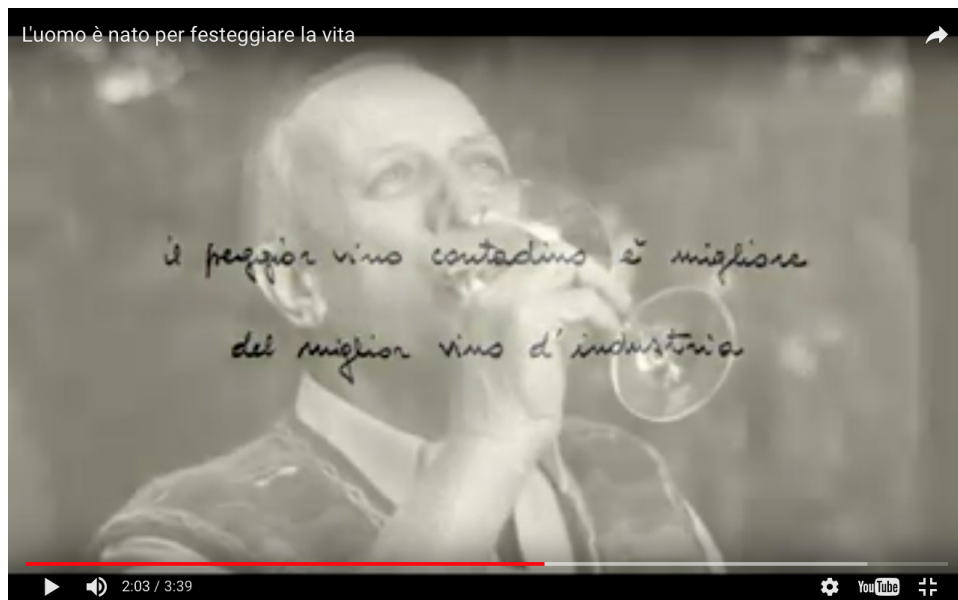 L'uomo è nato per festeggiare la vita
il peggior vino contadino è migliore
del miglior vino d'industria
2:03 / 3:39
YouTube